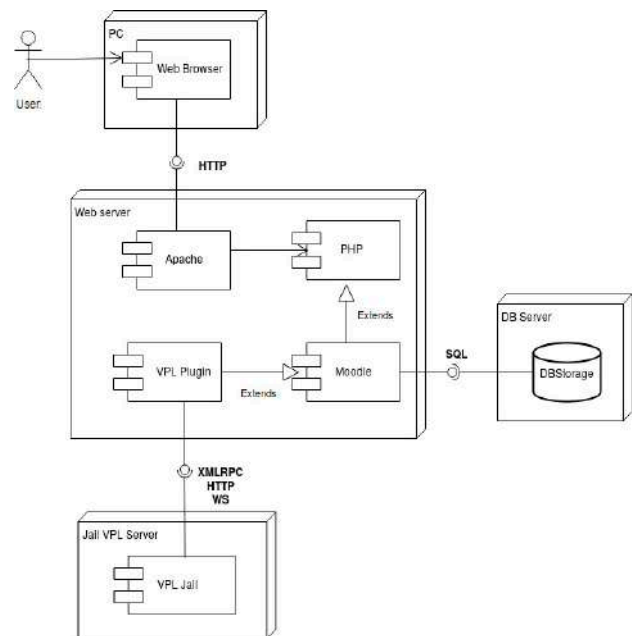 PC
Web Browser
User:
HTTP
Web server
Apache
PHP
Extends
VPL Plugin
Extends
Moodle
SQL
DB Server
DBStorage
XMLRPC
HTTP
WS
Jail VPL Server
VPL Jail